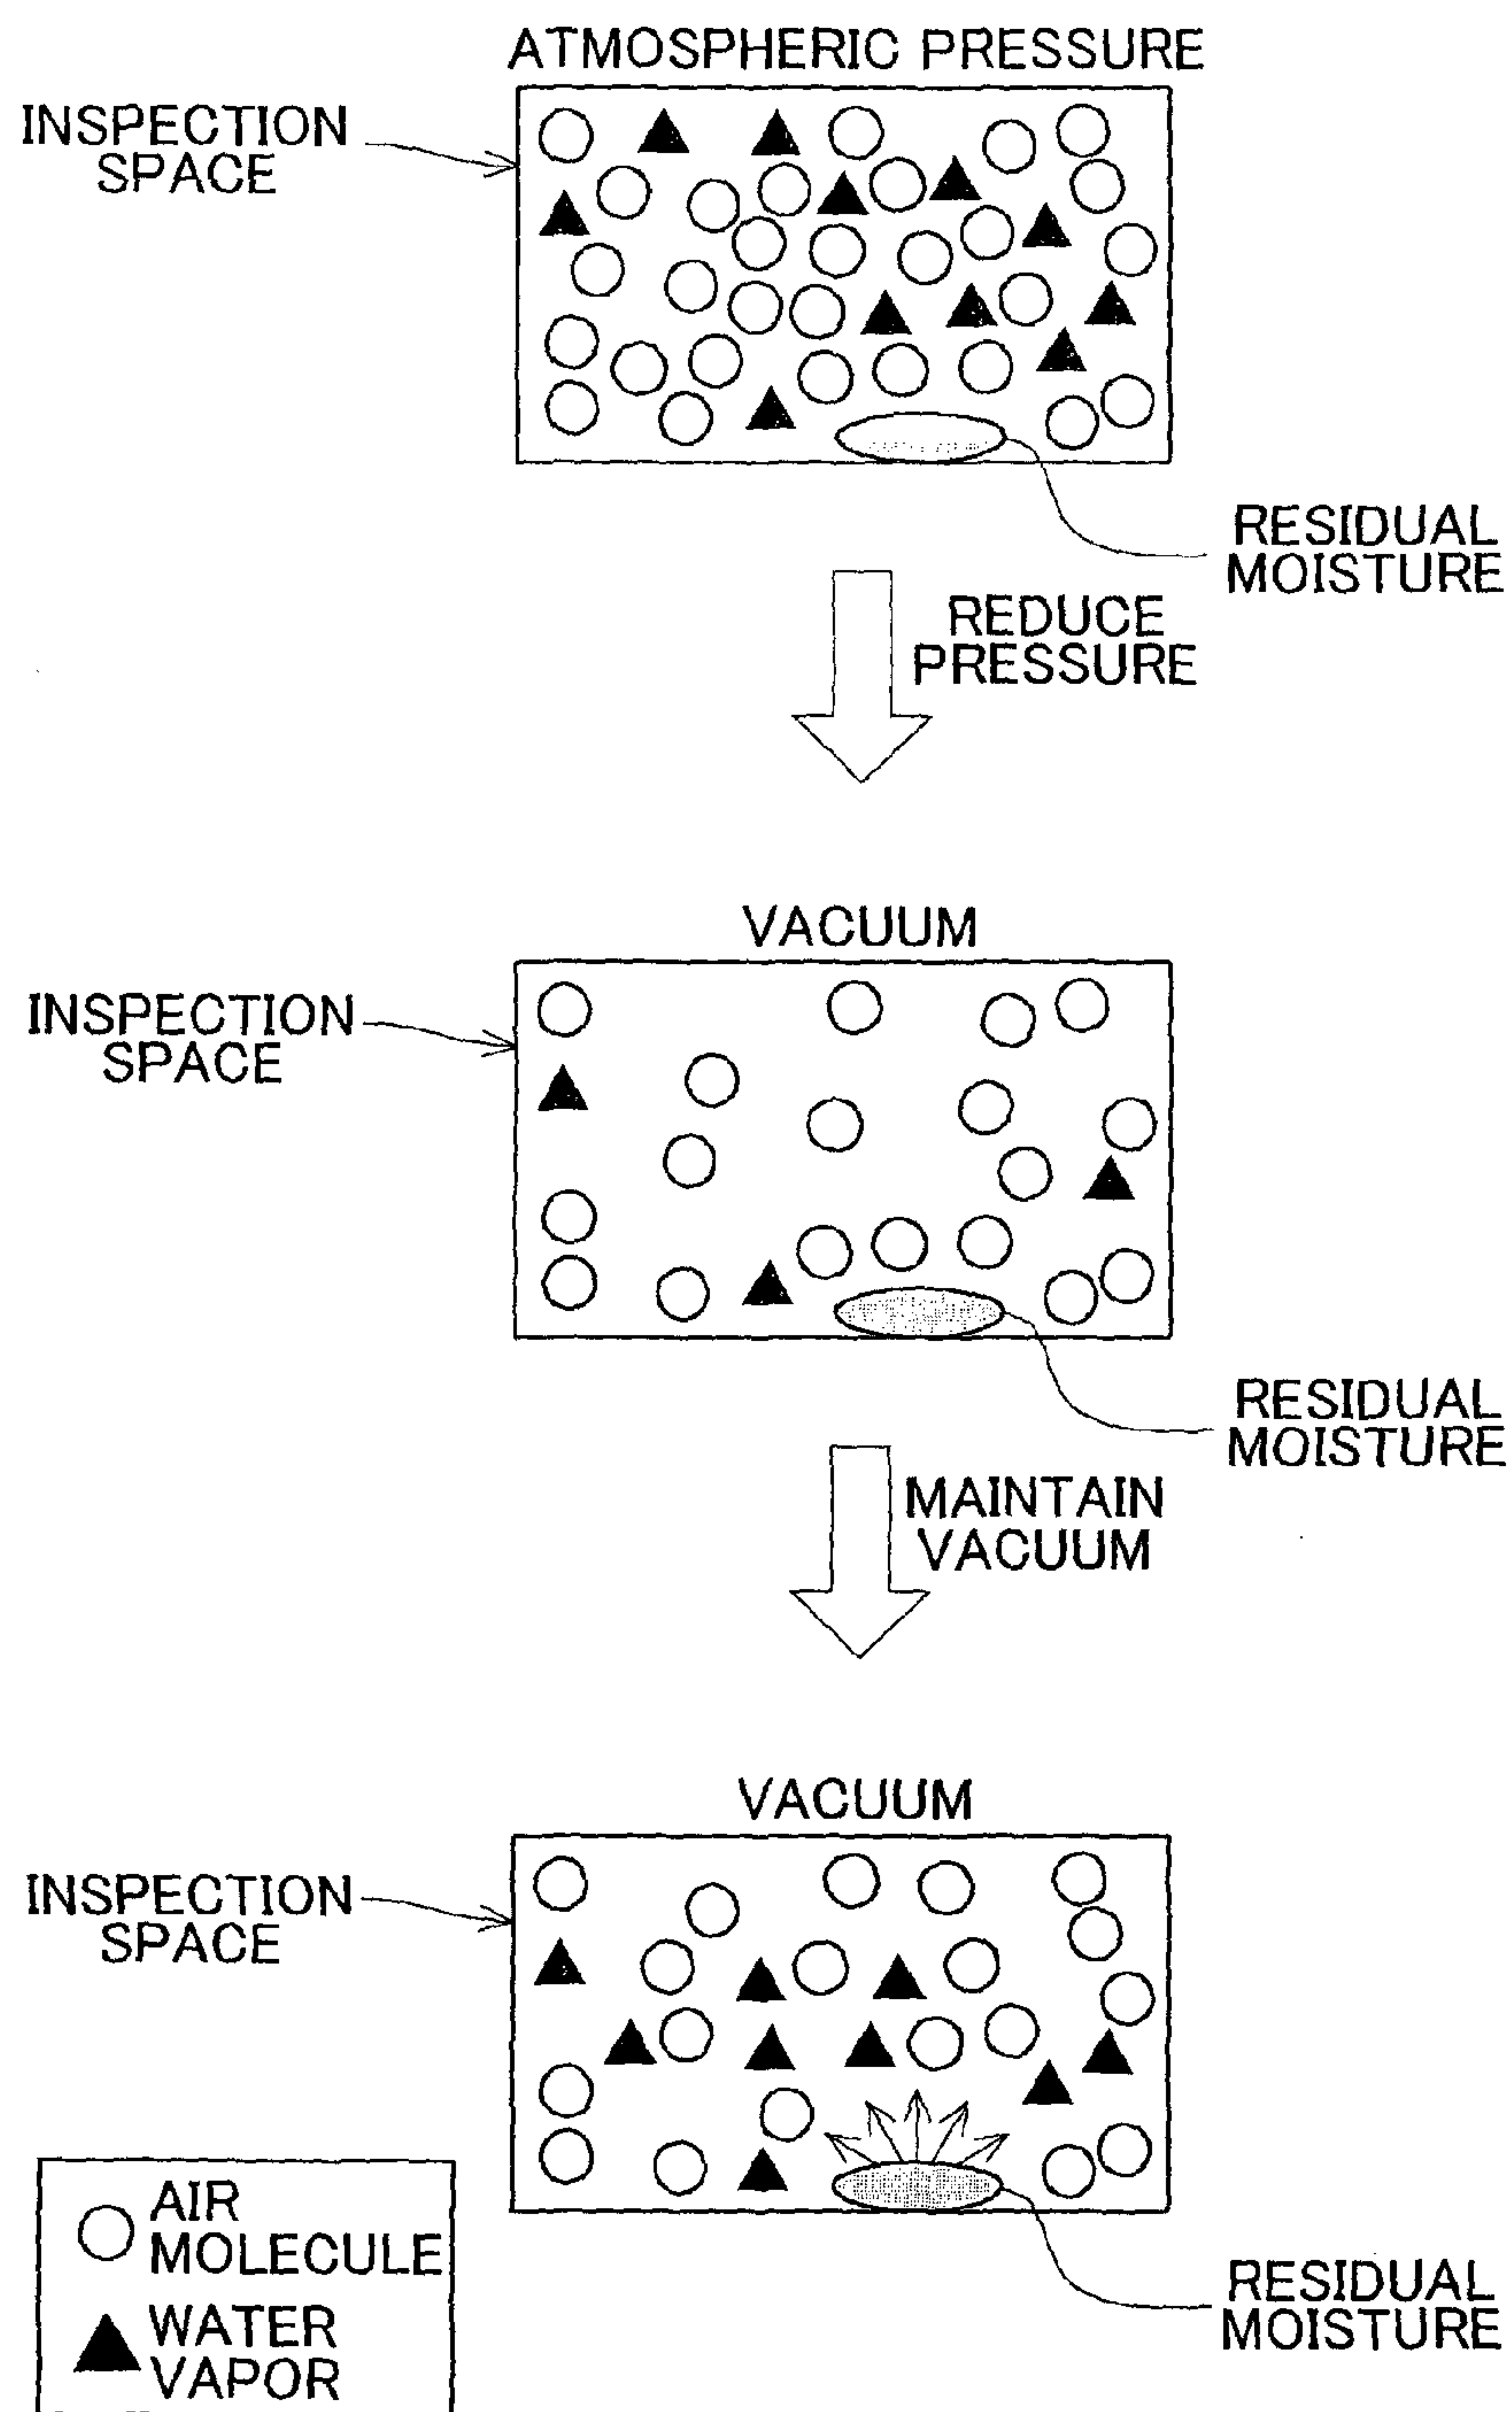 ATMOSPHERIC PRESSURE
INSPECTION
SPACE
RESIDUAL
MOISTURE
REDUCE
PRESSURE
VACUUM
INSPECTION
SPACE
RESIDUAL
MOISTURE
MAINTAIN
VACUUM
VACUUM
INSPECTION
SPACE
RESIDUAL
MOISTURE
AIR
MOLECULE
WATER
VAPOR